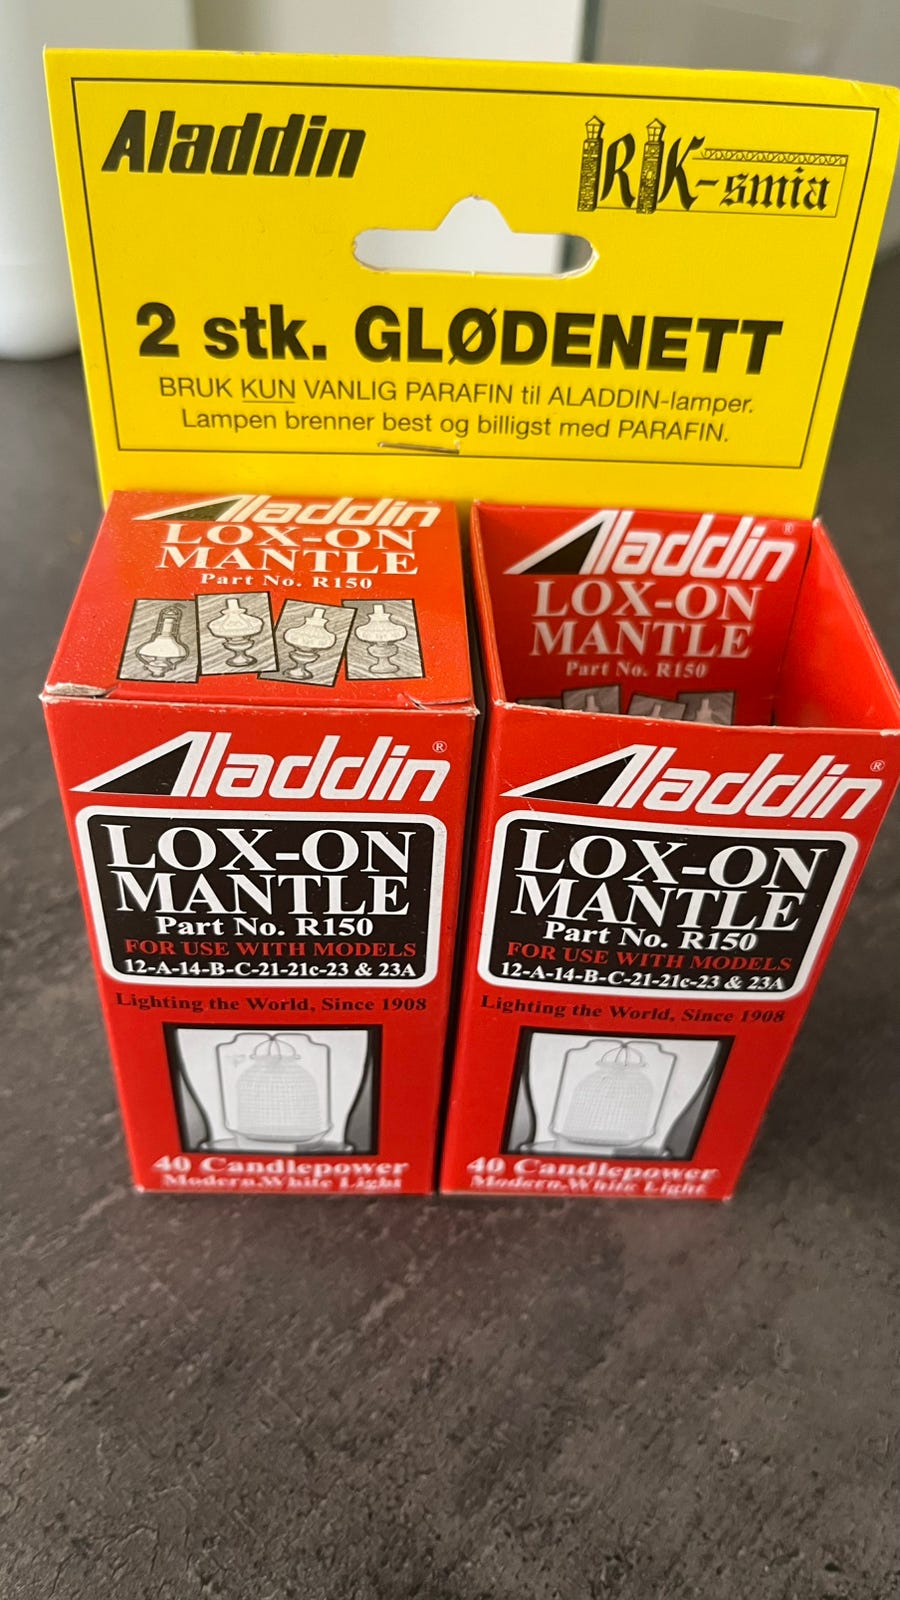 Aladdin
RK-smia
2 stk. GLØDENETT
BRUK KUN VANLIG PARAFIN til ALADDIN-lamper.
Lampen brenner best og billigst med PARAFIN.
Aladdin
LOX-ON
MANTLE
Part No. R150
Aladdin®
LOX-ON
MANTLE
Part No. R150
FOR USE WITH MODELS
12-A-14-B-C-21-21c-23 & 23A
Lighting the World, Since 1908
40 Candlepower
Modern.White Light
Aladdin®
LOX-ON
MANTLE
Part No. R150
Aladdin®
LOX-ON
MANTLE
Part No. R150
FOR USE WITH MODELS
12-A-14-B-C-21-21c-23 & 23A
Lighting the World, Since 1908
40 Candlepower
Modern.White Light